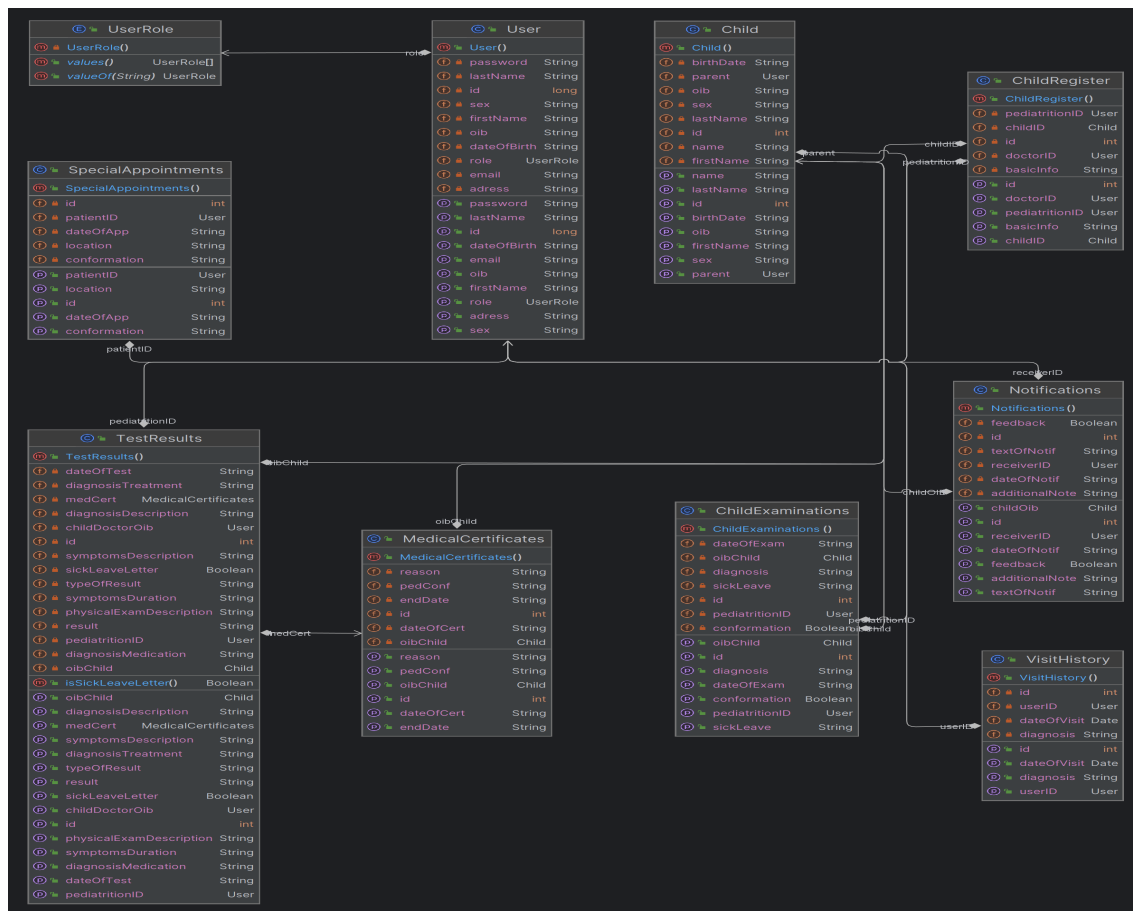 UserRole
UserRole()
values() UserRole[]
valueOf(String) UserRole
User
User()
password String
lastName String
id long
sex String
firstName String
oib String
dateOfBirth String
role UserRole
email String
adress String
password String
lastName String
id long
dateOfBirth String
email String
oib String
firstName String
role UserRole
adress String
sex String
Child
Child()
birthDate String
parent User
oib String
sex String
lastName String
id int
name String
firstName String
name String
lastName String
id int
birthDate String
oib String
firstName String
sex String
parent User
ChildRegister
ChildRegister()
pediatritionID User
childID Child
id int
doctorID User
basicInfo String
id int
doctorID User
pediatritionID User
basicInfo String
childID Child
role
parent
childID
pediatritionID
SpecialAppointments
SpecialAppointments()
id int
patientID User
dateOfApp String
location String
conformation String
patientID User
location String
id int
dateOfApp String
conformation String
patientID
receiverID
pediatritionID
Notifications
Notifications()
feedback Boolean
id int
textOfNotif String
receiverID User
dateOfNotif String
additionalNote String
childOib Child
id int
receiverID User
dateOfNotif String
feedback Boolean
additionalNote String
textOfNotif String
TestResults
TestResults()
dateOfTest String
diagnosisTreatment String
medCert MedicalCertificates
diagnosisDescription String
childDoctorOib User
id int
symptomsDescription String
sickLeaveLetter Boolean
typeOfResult String
symptomsDuration String
physicalExamDescription String
result String
pediatritionID User
diagnosisMedication String
oibChild Child
isSickLeaveLetter() Boolean
oibChild Child
diagnosisDescription String
medCert MedicalCertificates
symptomsDescription String
diagnosisTreatment String
typeOfResult String
result String
sickLeaveLetter Boolean
childDoctorOib User
id int
physicalExamDescription String
symptomsDuration String
diagnosisMedication String
dateOfTest String
pediatritionID User
oibChild
childOib
oibChild
medCert
MedicalCertificates
MedicalCertificates()
reason String
pedConf String
endDate String
id int
dateOfCert String
oibChild Child
reason String
pedConf String
oibChild Child
id int
dateOfCert String
endDate String
ChildExaminations
ChildExaminations()
dateOfExam String
oibChild Child
diagnosis String
sickLeave String
id int
pediatritionID User
conformation Boolean
oibChild Child
id int
diagnosis String
dateOfExam String
conformation Boolean
pediatritionID User
sickLeave String
pediatritionID
oibChild
userID
VisitHistory
VisitHistory()
id int
userID User
dateOfVisit Date
diagnosis String
id int
dateOfVisit Date
diagnosis String
userID User